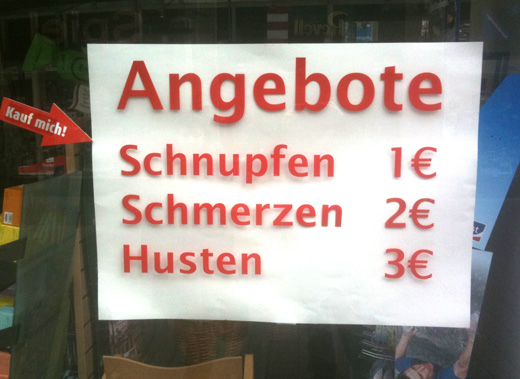 Angebote
Kauf mich!
Schnupfen 1€
Schmerzen 2€
Husten 3€